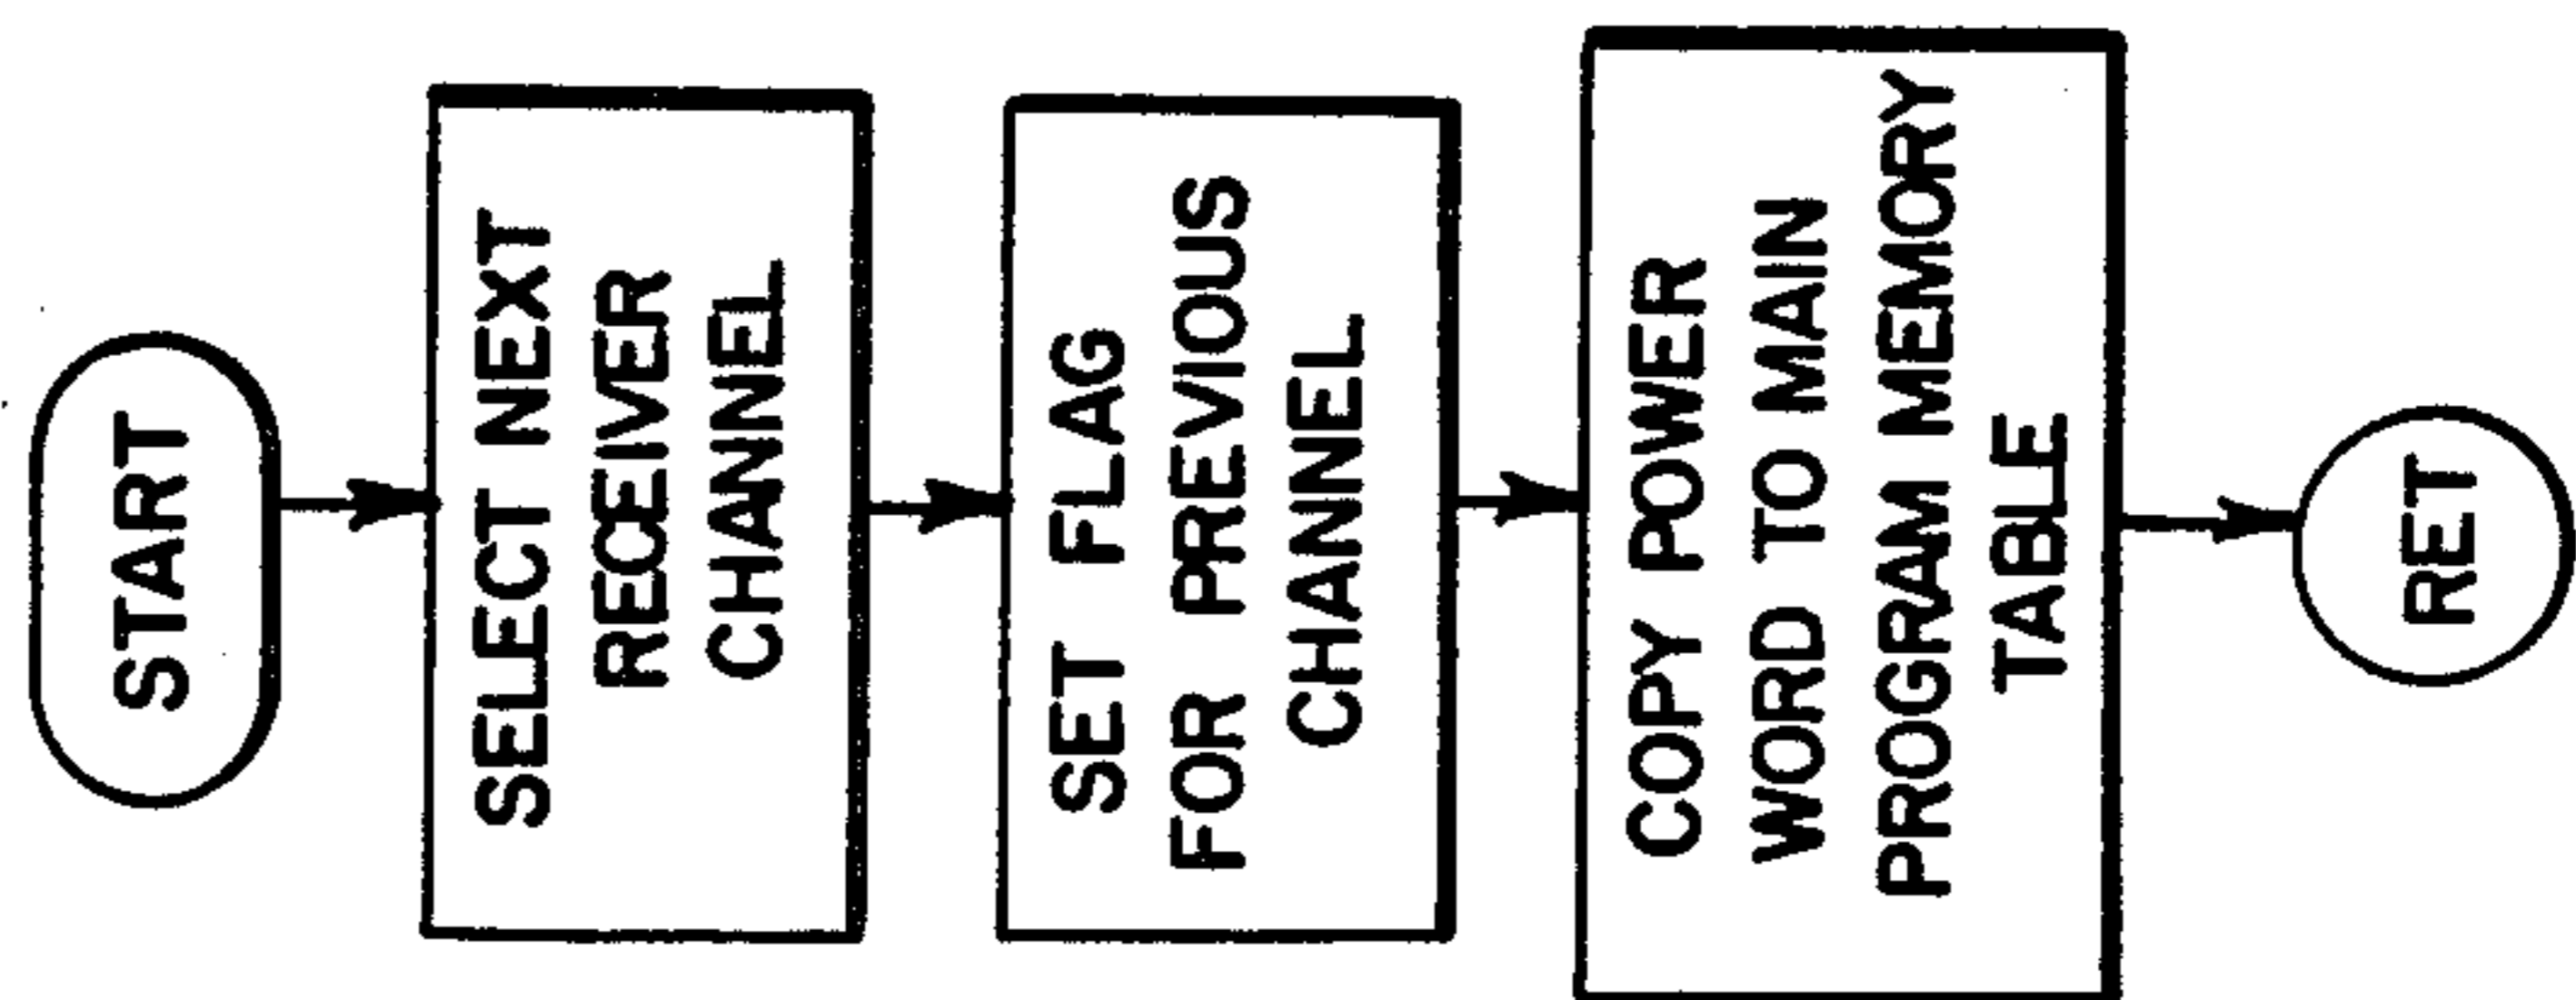 START
SELECT NEXT
RECEIVER
CHANNEL
SET FLAG
FOR PREVIOUS
CHANNEL
COPY POWER
WORD TO MAIN
PROGRAM MEMORY
TABLE
RET